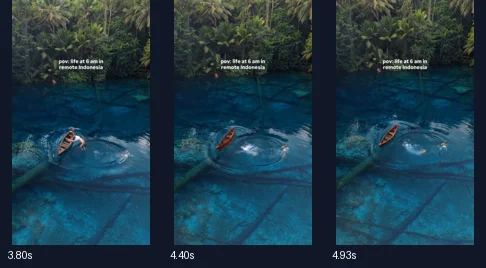 pov: life at 6 am in
remote Indonesia
pov: life at 6 am in
remote Indonesia
pov: life at 6 am in
remote Indonesia
3.80s
4.40s
4.93s